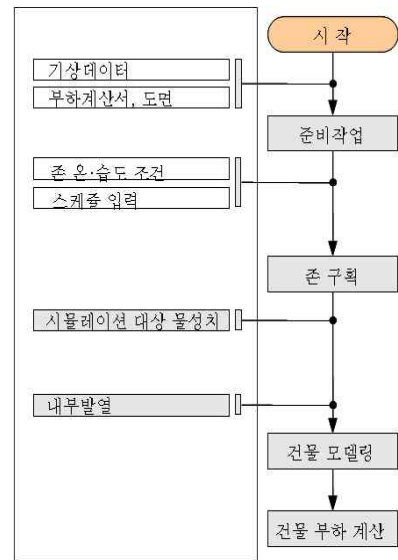 시 작
기상데이터
부하계산서, 도면
준비작업
존 온·습도 조건
스케쥴 입력
존 구획
시뮬레이션 대상 물성치
내부발열
건물 모델링
건물 부하 계산